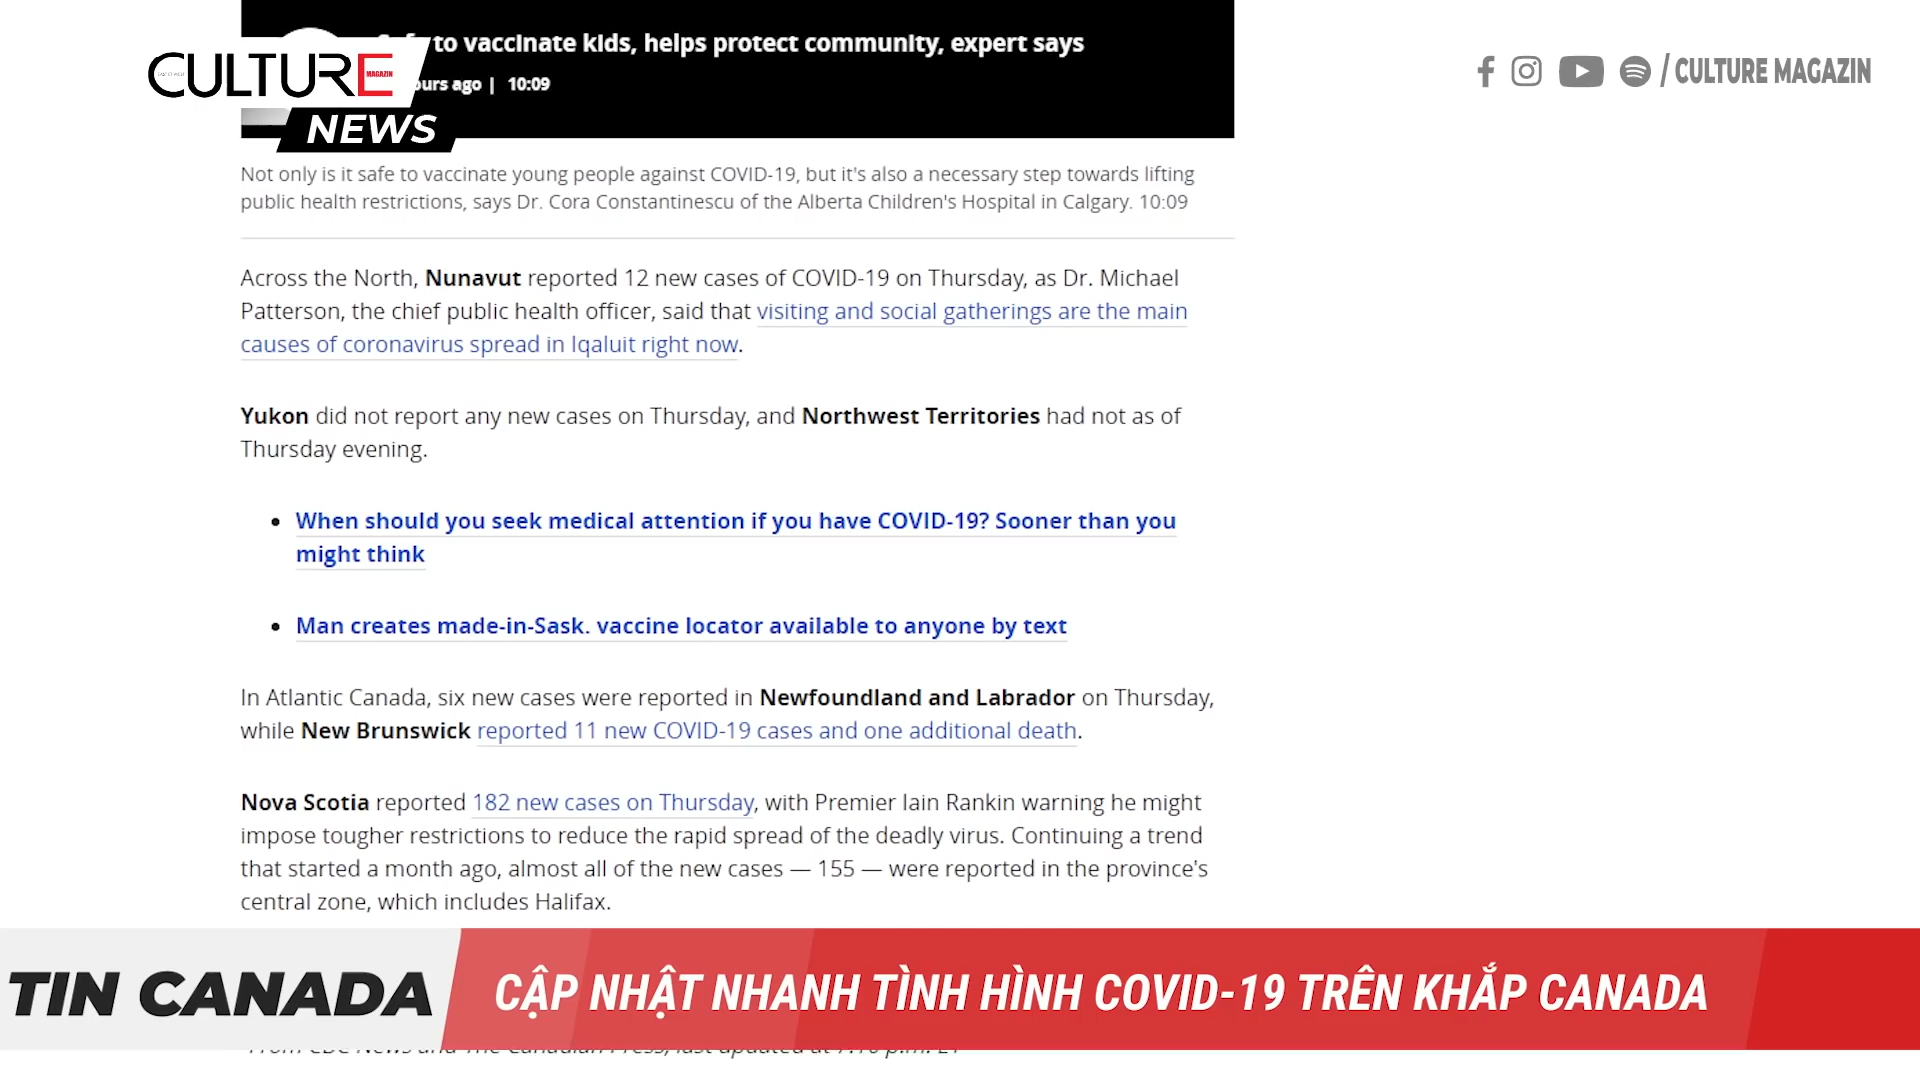 to vaccinate kids, helps protect community, expert says
CULTURE
MAGAZIN
ago | 10:09
NEWS
/ CULTURE MAGAZIN
Not only is it safe to vaccinate young people against COVID-19, but it's also a necessary step towards lifting
public health restrictions, says Dr. Cora Constantinescu of the Alberta Children's Hospital in Calgary. 10:09
Across the North, Nunavut reported 12 new cases of COVID-19 on Thursday, as Dr. Michael
Patterson, the chief public health officer, said that visiting and social gatherings are the main
causes of coronavirus spread in Iqaluit right now.
Yukon did not report any new cases on Thursday, and Northwest Territories had not as of
Thursday evening.
• When should you seek medical attention if you have COVID-19? Sooner than you
might think
• Man creates made-in-Sask. vaccine locator available to anyone by text
In Atlantic Canada, six new cases were reported in Newfoundland and Labrador on Thursday,
while New Brunswick reported 11 new COVID-19 cases and one additional death.
Nova Scotia reported 182 new cases on Thursday, with Premier Iain Rankin warning he might
impose tougher restrictions to reduce the rapid spread of the deadly virus. Continuing a trend
that started a month ago, almost all of the new cases — 155 — were reported in the province's
central zone, which includes Halifax.
TIN CANADA
CẬP NHẬT NHANH TÌNH HÌNH COVID-19 TRÊN KHẮP CANADA